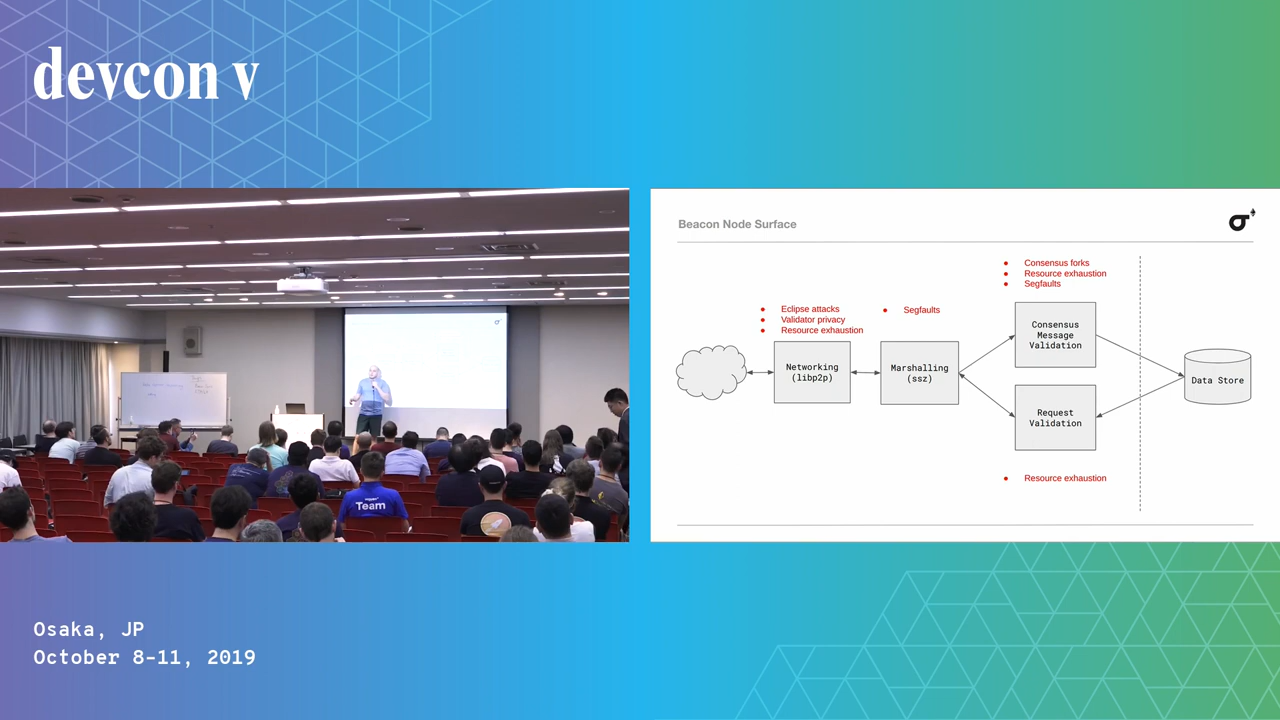 devcon v
Team
Beacon Node Surface
Consensus forks
Resource exhaustion
Segfaults
Eclipse attacks
Validator privacy
Resource exhaustion
Segfaults
Networking
(libp2p)
Marshalling
(ssz)
Consensus
Message
Validation
Request
Validation
Data Store
Resource exhaustion
Osaka, JP
October 8-11, 2019